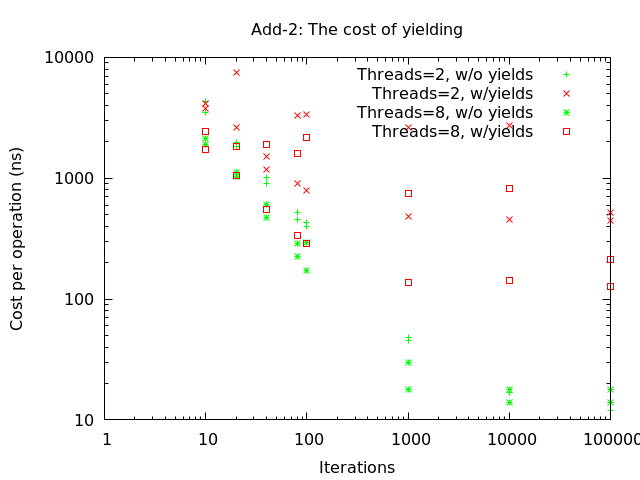 Add-2: The cost of yielding
10000
1000
100
10
Cost per operation (ns)
Threads=2, w/o yields
Threads=2, w/yields
Threads=8, w/o yields
Threads=8, w/yields
1
10
100
1000
10000
100000
Iterations